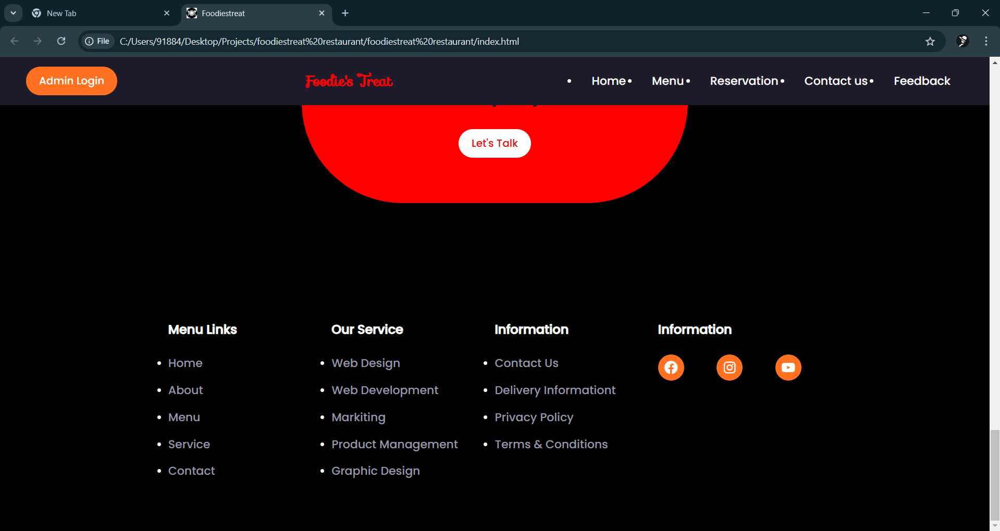 New Tab
Foodiestreat
File C:/Users/91884/Desktop/Projects/foodiestreat%20restaurant/foodiestreat%20restaurant/index.html
Admin Login
Foodie's Treat
• Home • Menu • Reservation • Contact us • Feedback
Let's Talk
Menu Links
• Home
• About
• Menu
• Service
• Contact
Our Service
• Web Design
• Web Development
• Markiting
• Product Management
• Graphic Design
Information
• Contact Us
• Delivery Informationt
• Privacy Policy
• Terms & Conditions
Information